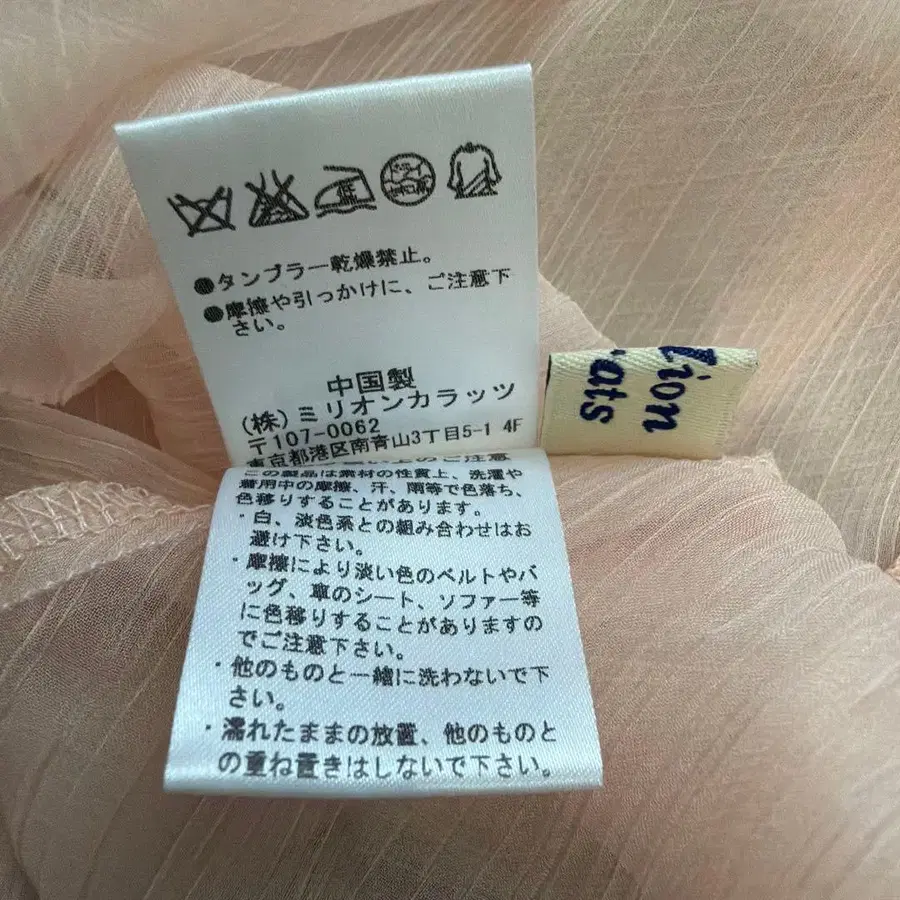 ドライ
低
●タンブラー乾燥禁止。
●摩擦や引っかけに、ご注意下
さい。
中国製
(株)ミリオンカラッツ
〒107-0062
東京都港区南青山3丁目5-1 4F
のご注意
この製品は素材の性質上、洗濯や
着用中の摩擦、汗、雨等で色落ち、
色移りすることがあります。
・白、淡色系との組み合わせはお
避け下さい。
・摩擦により淡い色のベルトやバ
ッグ、車のシート、ソファー等
に色移りすることがありますの
でご注意下さい。
・他のものと一緒に洗わないで下
さい。
・濡れたままの放置、他のものと
の重ね置きはしないで下さい。
lion
rats